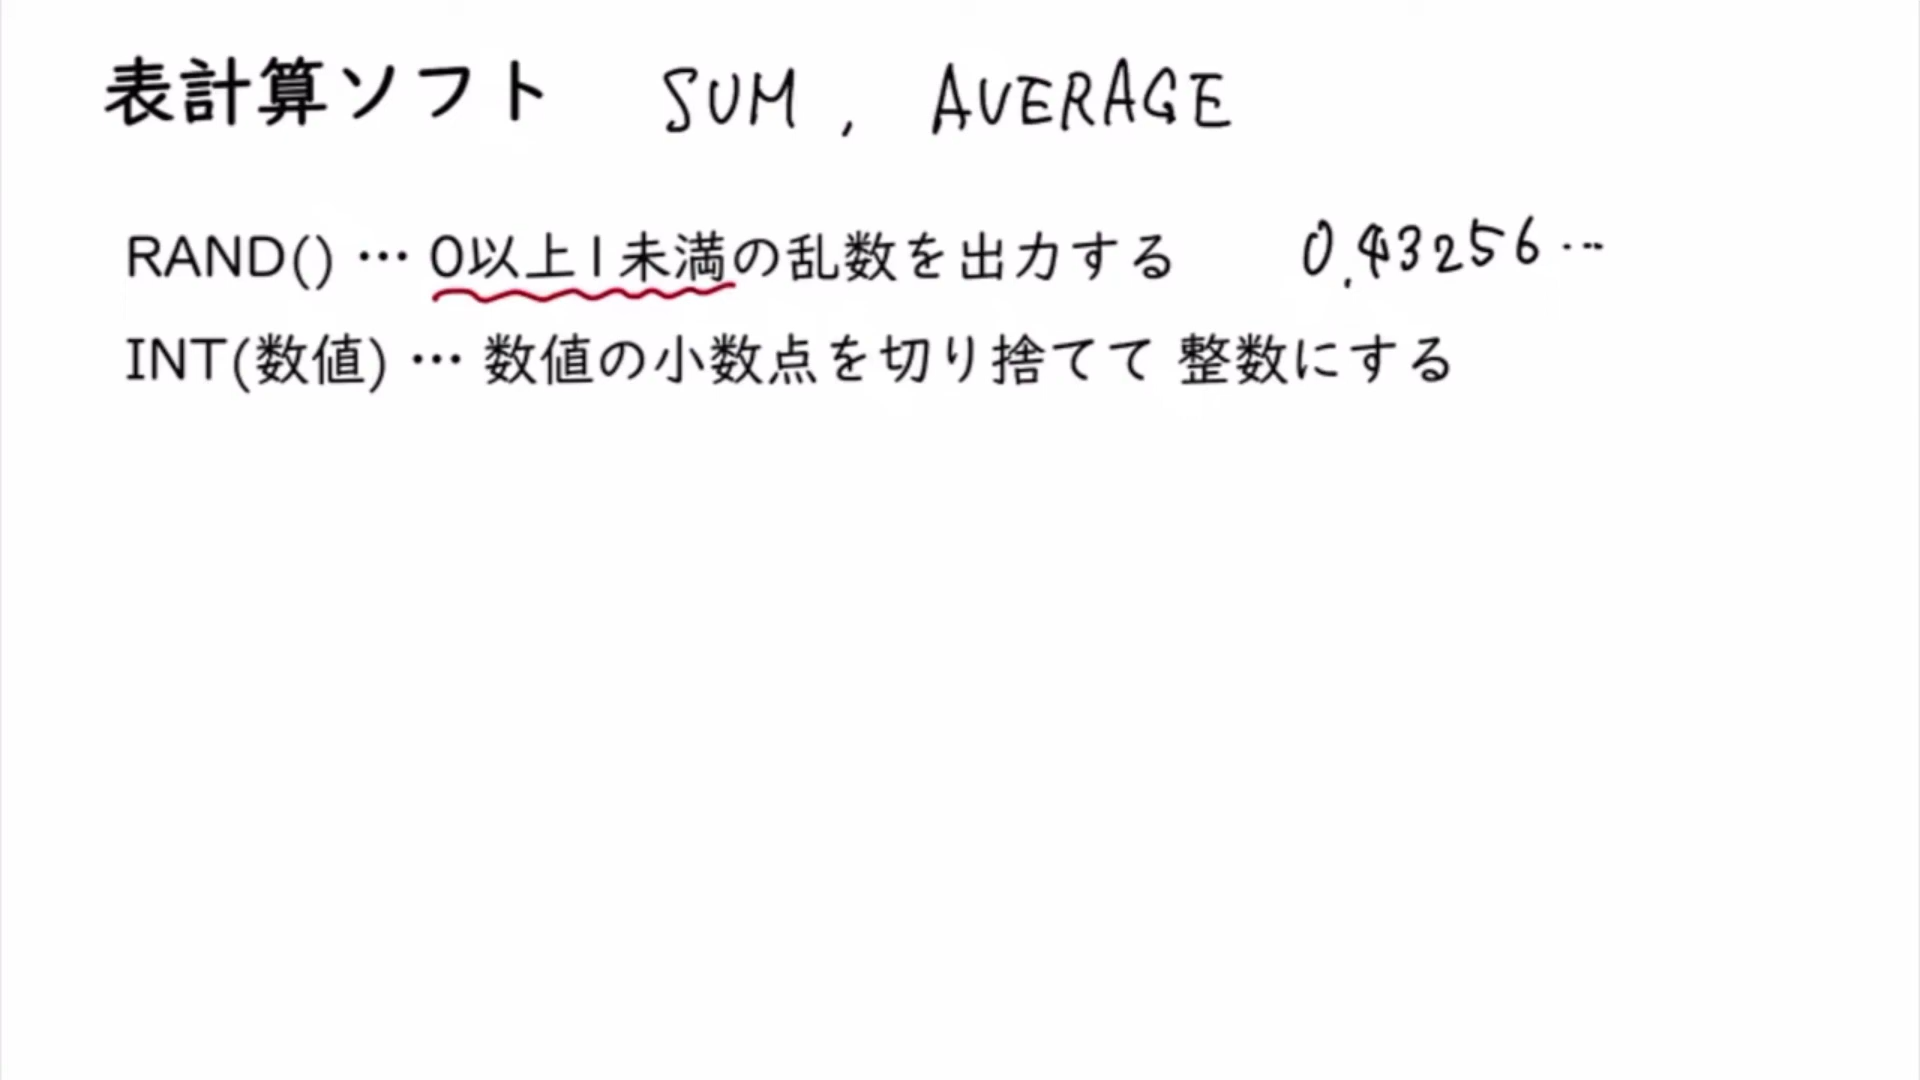 表計算ソフト SUM , AVERAGE
RAND() … 0以上1未満の乱数を出力する 0.43256…
INT(数値) … 数値の小数点を切り捨てて 整数にする